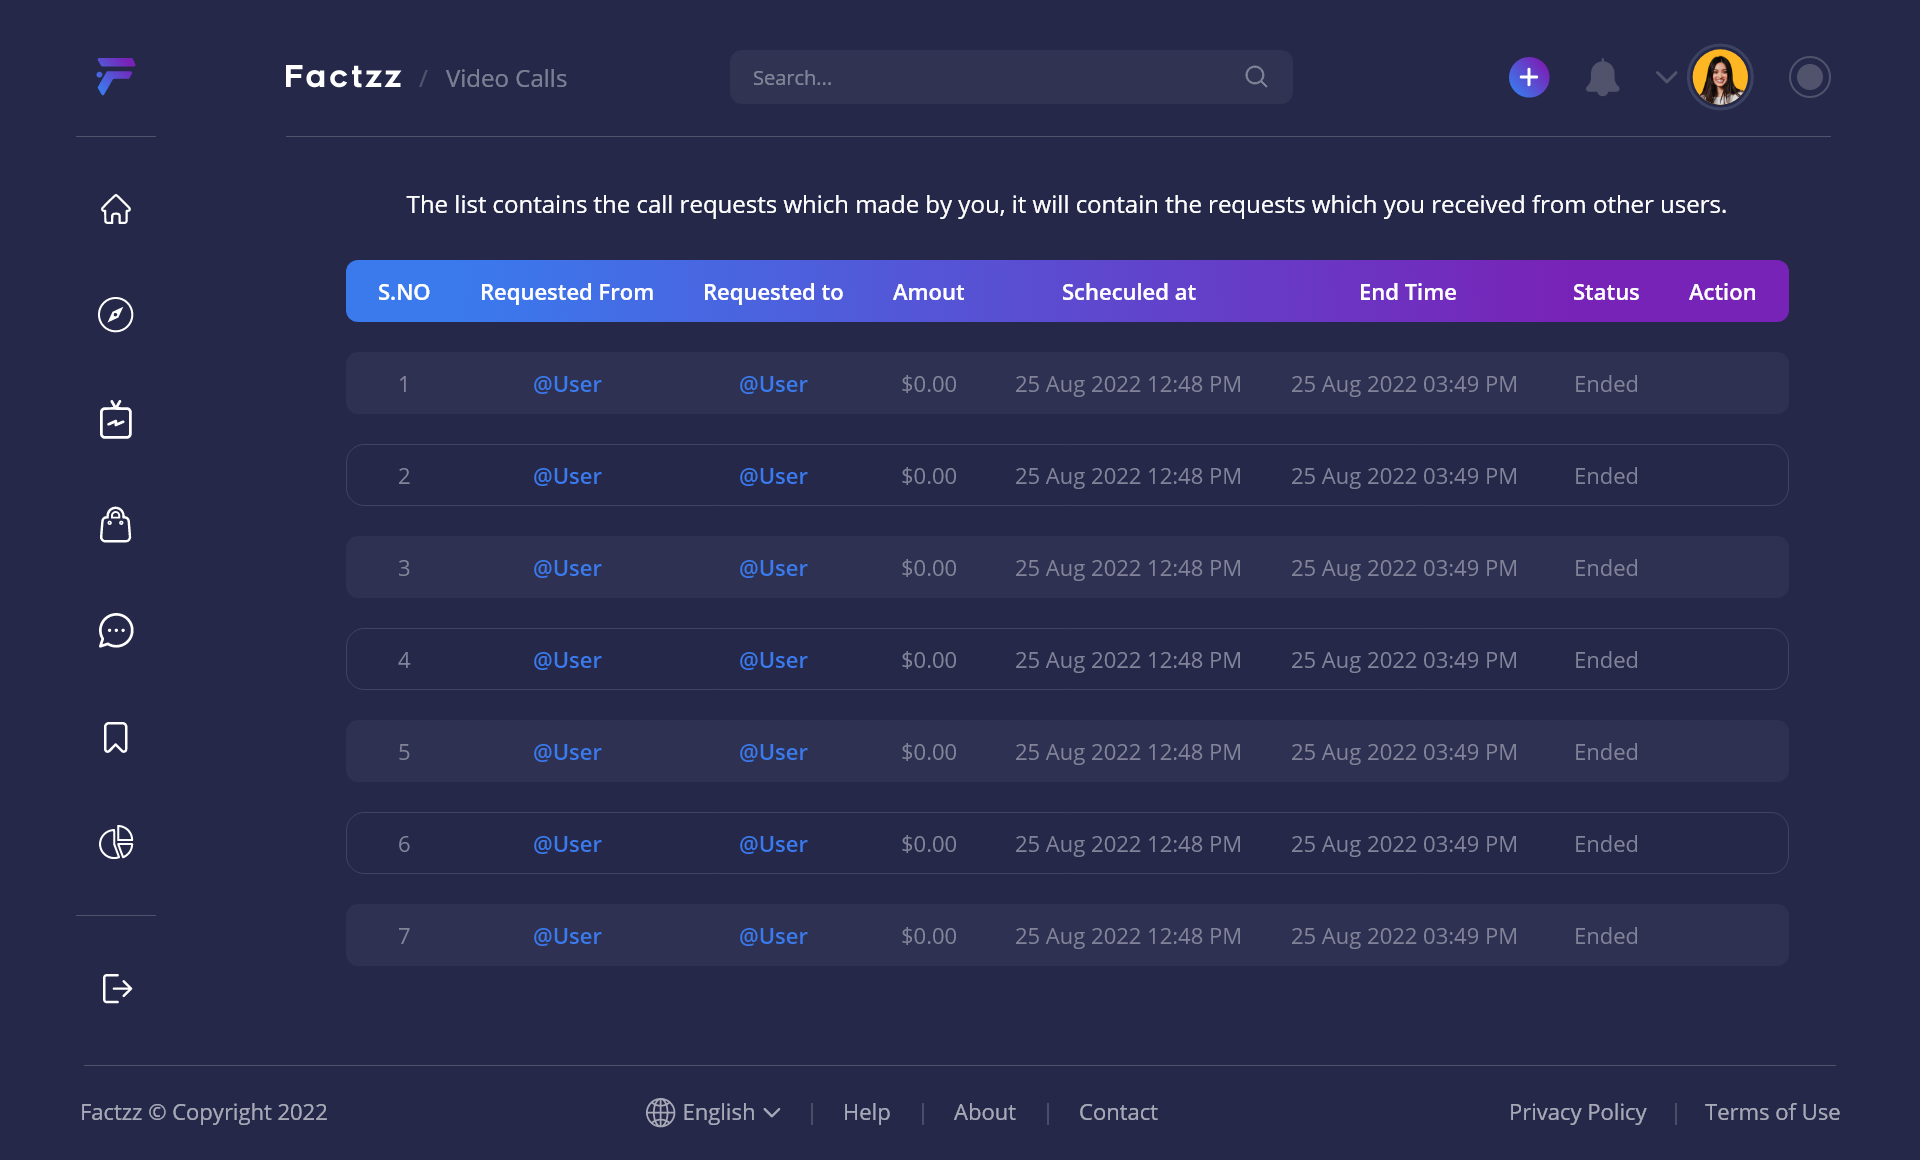 Factzz / Video Calls
Search...
The list contains the call requests which made by you, it will contain the requests which you received from other users.
S.NO Requested From Requested to Amout Scheculed at End Time Status Action
1 @User @User $0.00 25 Aug 2022 12:48 PM 25 Aug 2022 03:49 PM Ended
2 @User @User $0.00 25 Aug 2022 12:48 PM 25 Aug 2022 03:49 PM Ended
3 @User @User $0.00 25 Aug 2022 12:48 PM 25 Aug 2022 03:49 PM Ended
4 @User @User $0.00 25 Aug 2022 12:48 PM 25 Aug 2022 03:49 PM Ended
5 @User @User $0.00 25 Aug 2022 12:48 PM 25 Aug 2022 03:49 PM Ended
6 @User @User $0.00 25 Aug 2022 12:48 PM 25 Aug 2022 03:49 PM Ended
7 @User @User $0.00 25 Aug 2022 12:48 PM 25 Aug 2022 03:49 PM Ended
Factzz © Copyright 2022 English | Help | About | Contact Privacy Policy | Terms of Use